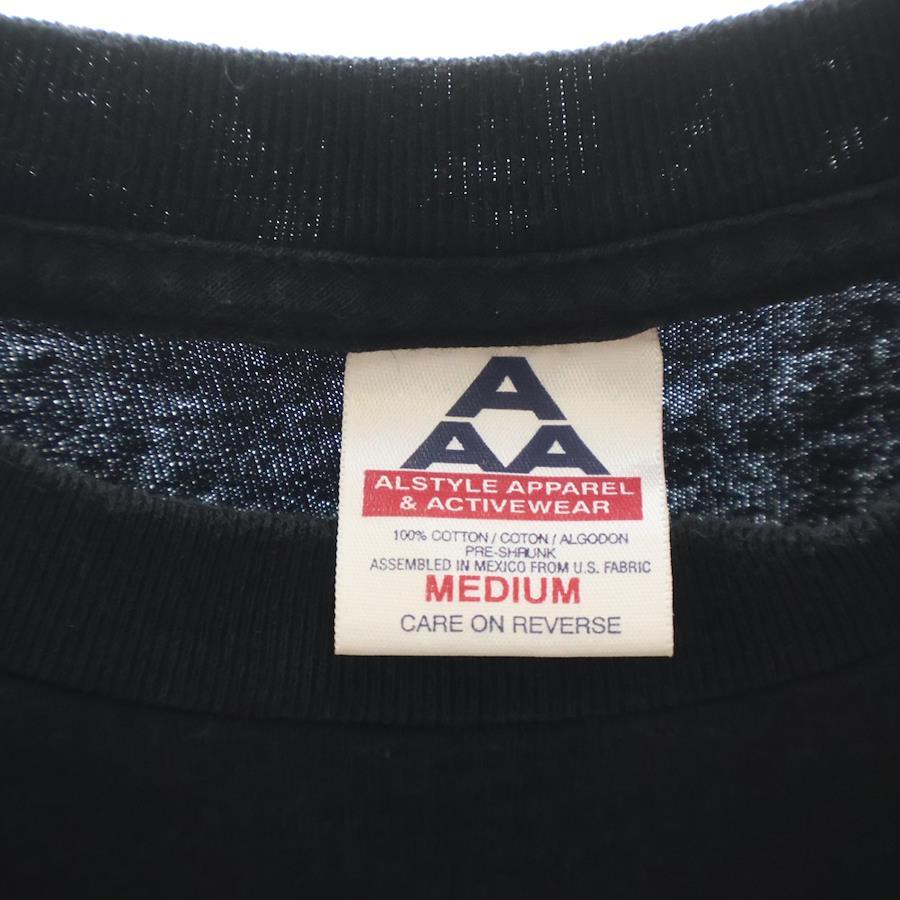 A
AA
ALSTYLE APPAREL
& ACTIVEWEAR
100% COTTON / COTON / ALGODON
PRE-SHRUNK
ASSEMBLED IN MEXICO FROM U.S. FABRIC
MEDIUM
CARE ON REVERSE